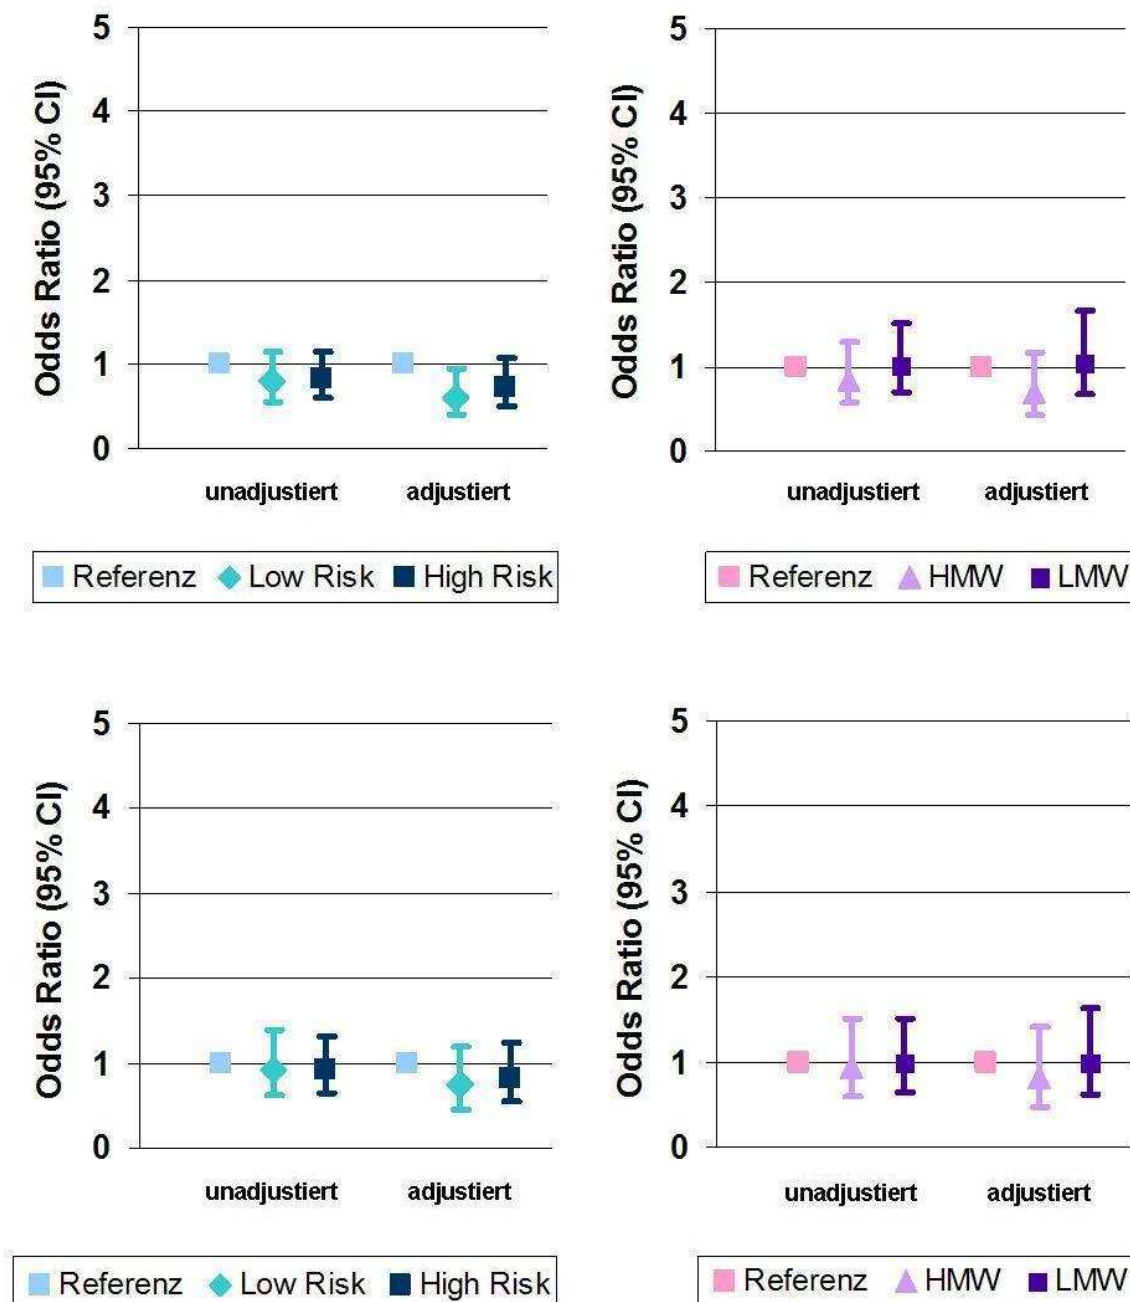 Odds Ratio (95% CI)
5
4
3
2
1
0
unadjustiert adjustiert
Referenz Low Risk High Risk
Odds Ratio (95% CI)
5
4
3
2
1
0
unadjustiert adjustiert
Referenz HMW LMW
Odds Ratio (95% CI)
5
4
3
2
1
0
unadjustiert adjustiert
Referenz Low Risk High Risk
Odds Ratio (95% CI)
5
4
3
2
1
0
unadjustiert adjustiert
Referenz HMW LMW